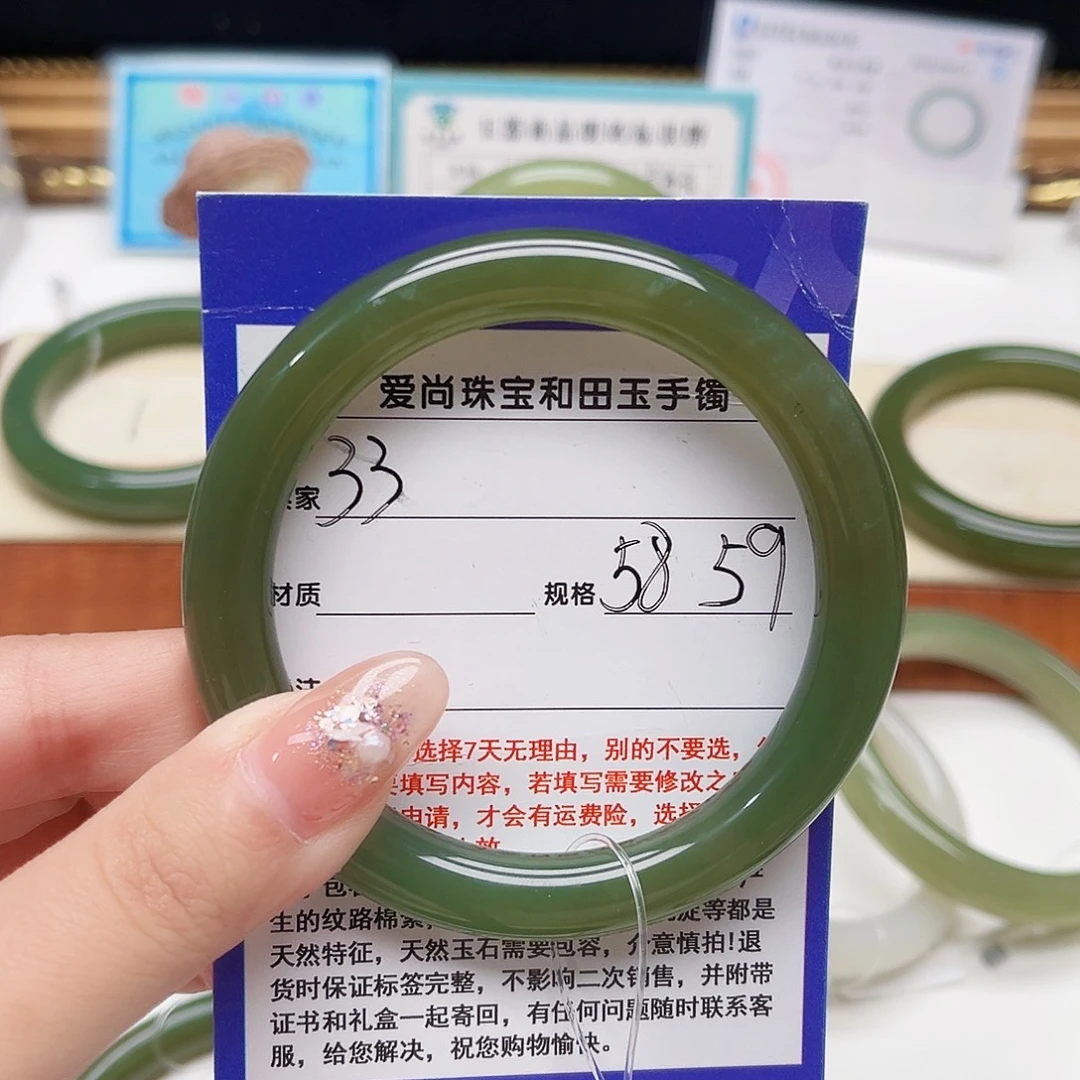 爱尚珠宝和田玉手镯
家 33
材质 规格 58 59
选择7天无理由，别的不要选，
填写内容，若填写需要修改之
申请，才会有运费险，选择
生的纹路棉絮，淀等都是
天然特征，天然玉石需要包容，介意慎拍!退
货时保证标签完整，不影响二次销售，并附带
证书和礼盒一起寄回，有任何问题随时联系客
服，给您解决，祝您购物愉快。